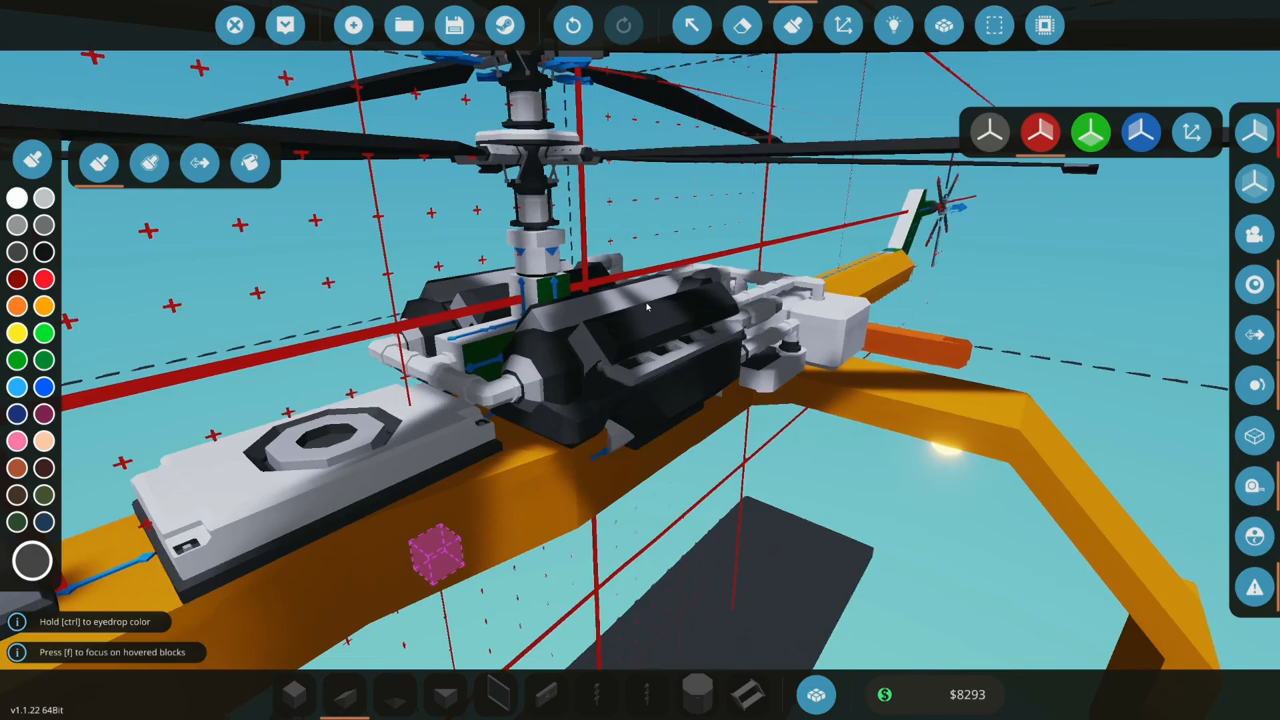 Hold [ctrl] to eyedrop color
Press [f] to focus on hovered blocks
v1.1.22 64Bit
$
$8293